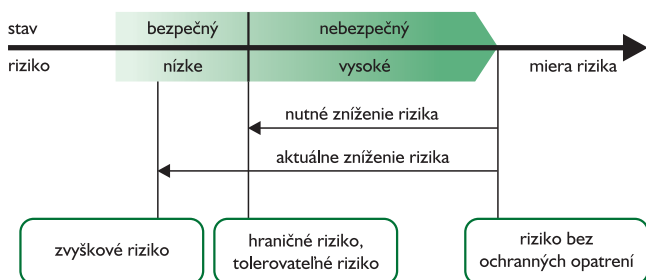 stav bezpečný nebezpečný
riziko nízke vysoké miera rizika
nutné zníženie rizika
aktuálne zníženie rizika
zvyškové riziko
hraničné riziko,
tolerovateľné riziko
riziko bez
ochranných opatrení